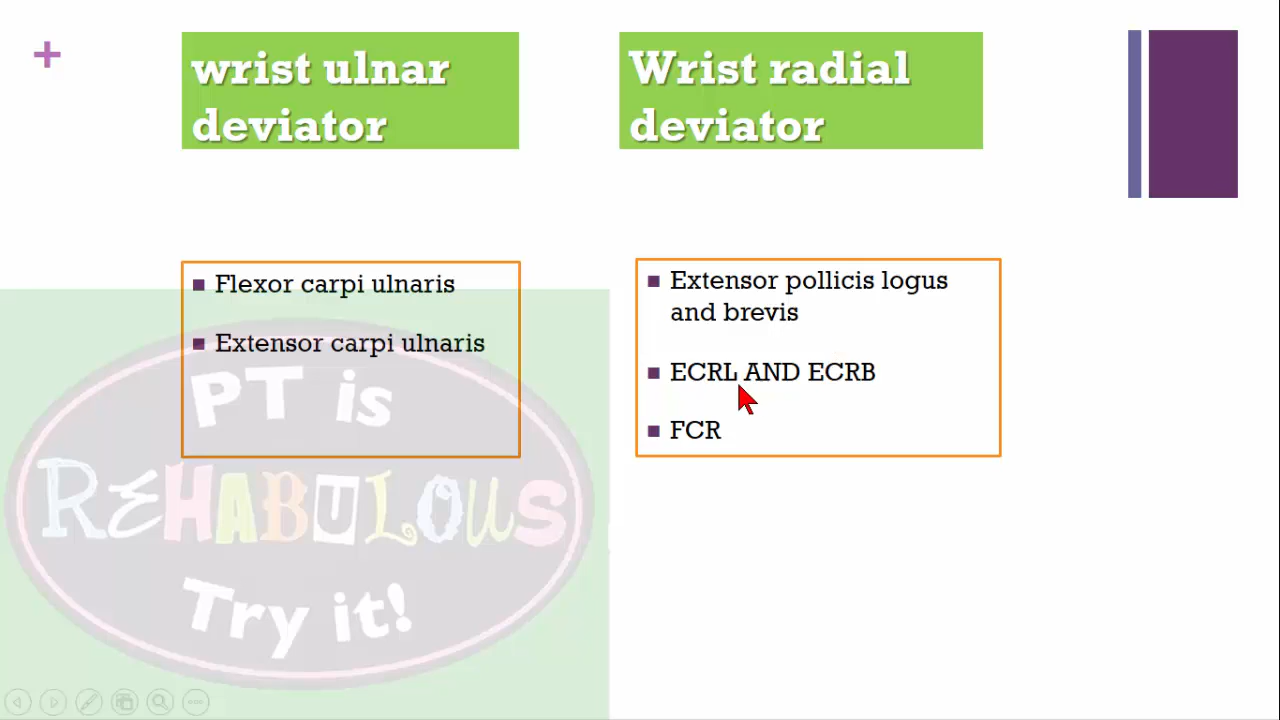 +
wrist ulnar
deviator
Wrist radial
deviator
Flexor carpi ulnaris
Extensor carpi ulnaris
Extensor pollicis logus
and brevis
ECRL AND ECRB
FCR
PT is
REHABULOUS
Try it!